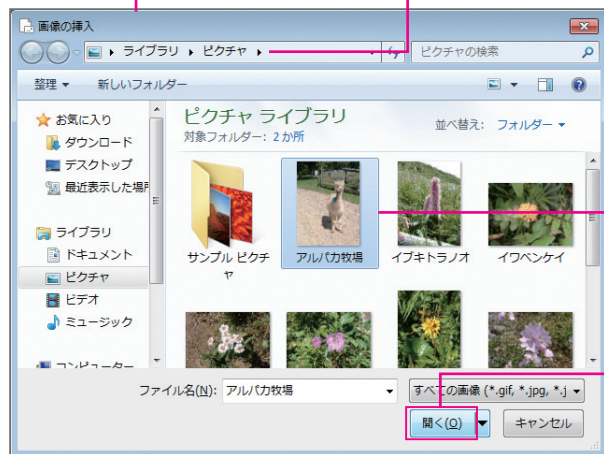 画像の挿入
ライブラリ ピクチャ
ピクチャの検索
整理 新しいフォルダー
お気に入り
ダウンロード
デスクトップ
最近表示した場所
ライブラリ
ドキュメント
ピクチャ
ビデオ
ミュージック
コンピューター
ピクチャ ライブラリ
対象フォルダー: 2か所
並べ替え: フォルダー
サンプル ピクチャ
アルパカ牧場
イブキトラノオ
イワベンケイ
ファイル名(N): アルパカ牧場
すべての画像 (*.gif, *.jpg, *.j
開く(O)
キャンセル